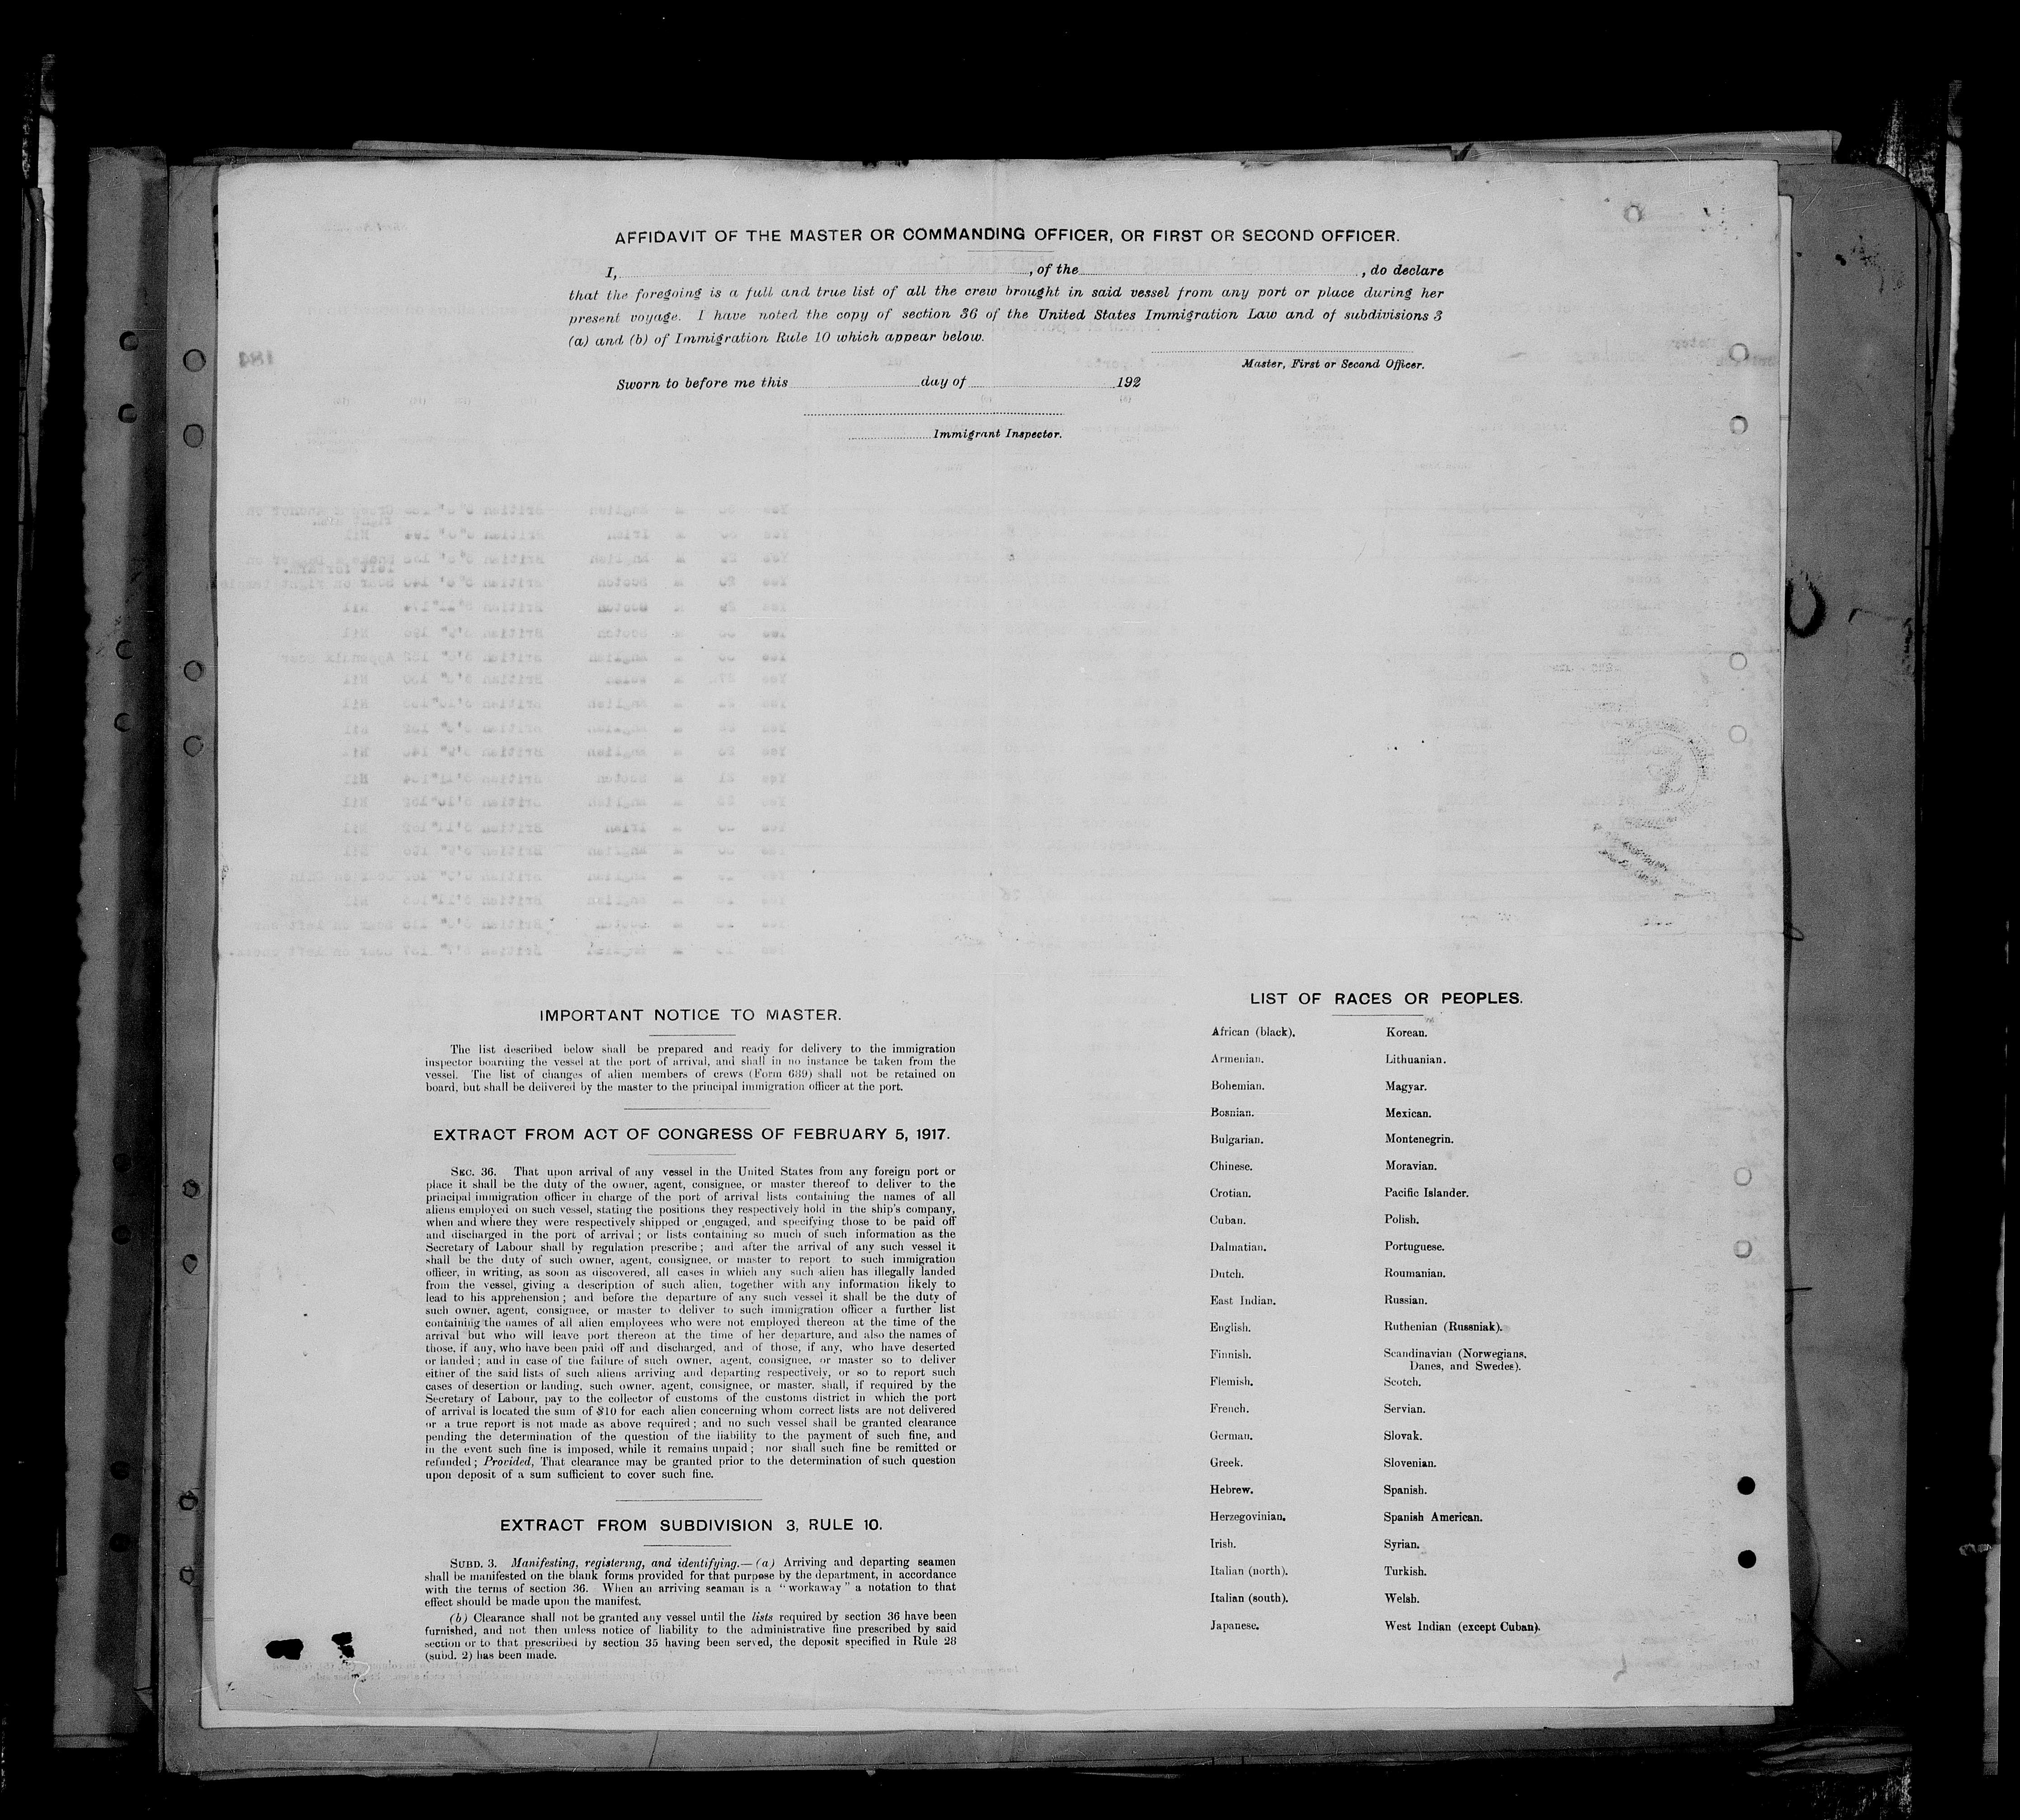 AFFIDAVIT OF THE MASTER OR COMMANDING OFFICER, OR FIRST OR SECOND OFFICER.
I, , of the , do declare
that the foregoing is a full and true list of all the crew brought in said vessel from any port or place during her
present voyage. I have noted the copy of section 36 of the United States Immigration Law and of subdivisions 3
(a) and (b) of Immigration Rule 10 which appear below.
Master, First or Second Officer.
Sworn to before me this day of 192
Immigrant Inspector.
IMPORTANT NOTICE TO MASTER.
The list described below shall be prepared and ready for delivery to the immigration
inspector boarding the vessel at the port of arrival, and shall in no instance be taken from the
vessel. The list of changes of alien members of crews (Form 689) shall not be retained on
board, but shall be delivered by the master to the principal immigration officer at the port.
EXTRACT FROM ACT OF CONGRESS OF FEBRUARY 5, 1917.
SEC. 36. That upon arrival of any vessel in the United States from any foreign port or
place it shall be the duty of the owner, agent, consignee, or master thereof to deliver to the
principal immigration officer in charge of the port of arrival lists containing the names of all
aliens employed on such vessel, stating the positions they respectively hold in the ship's company,
when and where they were respectively shipped or engaged, and specifying those to be paid off
and discharged in the port of arrival; or lists containing so much of such information as the
Secretary of Labour shall by regulation prescribe; and after the arrival of any such vessel it
shall be the duty of such owner, agent, consignee, or master to report to such immigration
officer, in writing, as soon as discovered, all cases in which any such alien has illegally landed
from the vessel, giving a description of such alien, together with any information likely to
lead to his apprehension; and before the departure of any such vessel it shall be the duty of
such owner, agent, consignee, or master to deliver to such immigration officer a further list
containing the names of all alien employees who were not employed thereon at the time of the
arrival but who will leave port thereon at the time of her departure, and also the names of
those, if any, who have been paid off and discharged, and of those, if any, who have deserted
or landed; and in case of the failure of such owner, agent, consignee, or master so to deliver
either of the said lists of such aliens arriving and departing respectively, or so to report such
cases of desertion or landing, such owner, agent, consignee, or master, shall, if required by the
Secretary of Labour, pay to the collector of customs of the customs district in which the port
of arrival is located the sum of $10 for each alien concerning whom correct lists are not delivered
or a true report is not made as above required; and no such vessel shall be granted clearance
pending the determination of the question of the liability to the payment of such fine, and
in the event such fine is imposed, while it remains unpaid; nor shall such fine be remitted or
refunded; Provided, That clearance may be granted prior to the determination of such question
upon deposit of a sum sufficient to cover such fine.
EXTRACT FROM SUBDIVISION 3, RULE 10.
SUBD. 3. Manifesting, registering, and identifying.—(a) Arriving and departing seamen
shall be manifested on the blank forms provided for that purpose by the department, in accordance
with the terms of section 36. When an arriving seaman is a "workaway" a notation to that
effect should be made upon the manifest.
(b) Clearance shall not be granted any vessel until the lists required by section 36 have been
furnished, and not then unless notice of liability to the administrative fine prescribed by said
section or to that prescribed by section 35 having been served, the deposit specified in Rule 28
(subd. 2) has been made.
LIST OF RACES OR PEOPLES.
African (black).
Armenian.
Bohemian.
Bosnian.
Bulgarian.
Chinese.
Crotian.
Cuban.
Dalmatian.
Dutch.
East Indian.
English.
Finnish.
Flemish.
French.
German.
Greek.
Hebrew.
Herzegovinian.
Irish.
Italian (north).
Italian (south).
Japanese.
Korean.
Lithuanian.
Magyar.
Mexican.
Montenegrin.
Moravian.
Pacific Islander.
Polish.
Portuguese.
Roumanian.
Russian.
Ruthenian (Russniak).
Scandinavian (Norwegians,
Danes, and Swedes).
Scotch.
Servian.
Slovak.
Slovenian.
Spanish.
Spanish American.
Syrian.
Turkish.
Welsh.
West Indian (except Cuban).